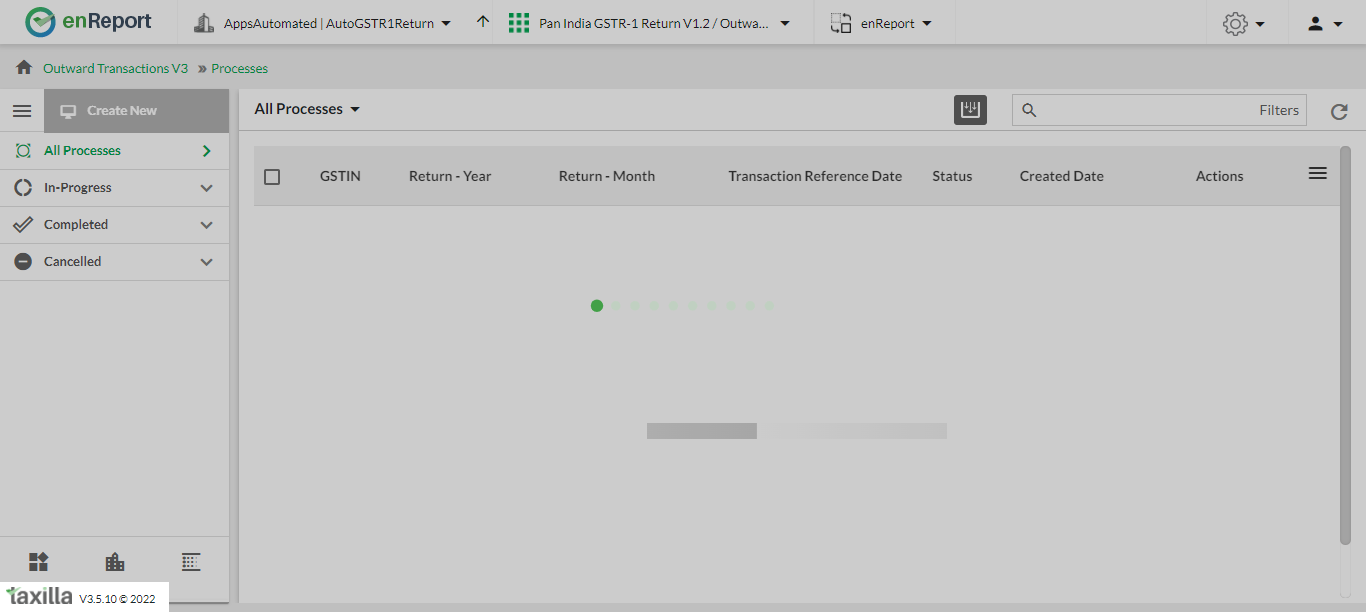 enReport
AppsAutomated | AutoGSTR1Return
Pan India GSTR-1 Return V1.2 / Outwa...
enReport
Outward Transactions V3 » Processes
Create New
All Processes
In-Progress
Completed
Cancelled
All Processes
Filters
GSTIN Return - Year Return - Month Transaction Reference Date Status Created Date Actions
taxilla V3.5.10 © 2022